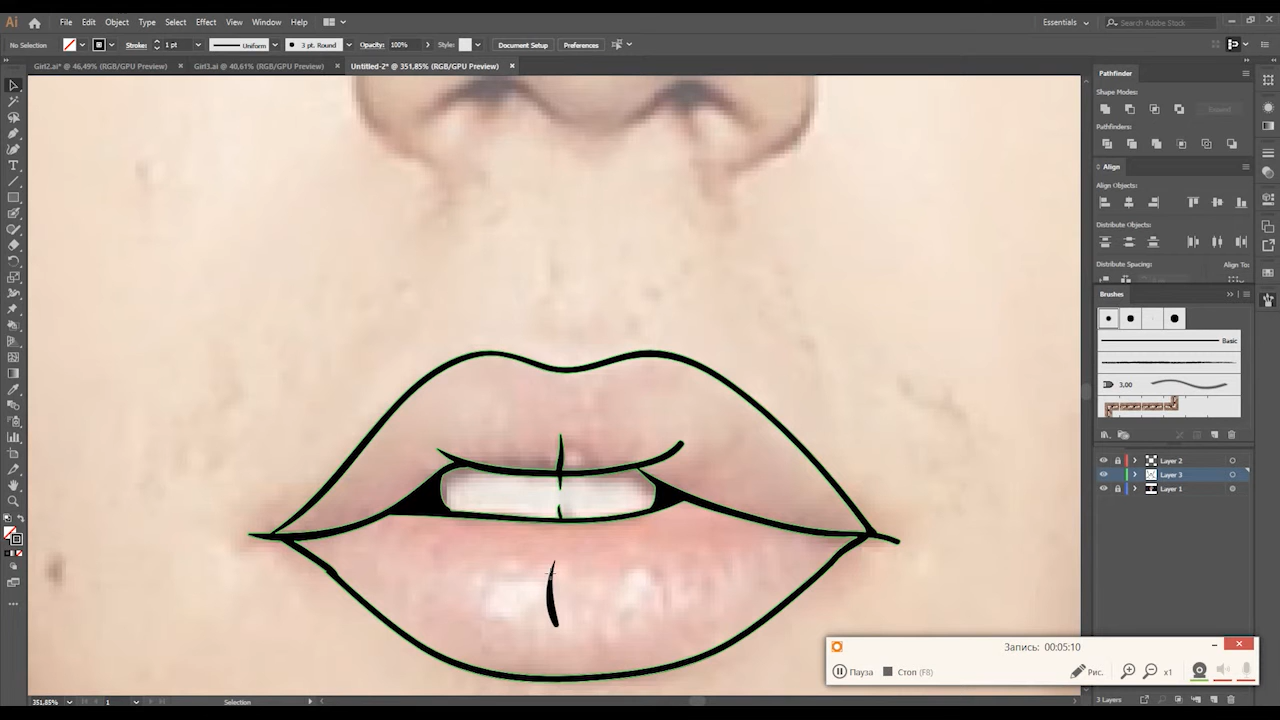 Ai File Edit Object Type Select Effect View Window Help Essentials Search Adobe Stock
No Selection Stroke: 1 pt Uniform 3 pt. Round Opacity: 100% Style: Document Setup Preferences
Girl2.ai* @ 46,49% (RGB/GPU Preview) Girl3.ai @ 40,61% (RGB/GPU Preview) Untitled-2* @ 351,85% (RGB/GPU Preview)
Pathfinder
Shape Modes:
Expand
Pathfinders:
Align
Align Objects:
Distribute Objects:
Distribute Spacing: Align To:
Brushes
Basic
3,00
Layer 2
Layer 3
Layer 1
Запись: 00:05:10
Пауза Стоп (F8) Рис. x1
351,85% 1 Selection 3 Layers